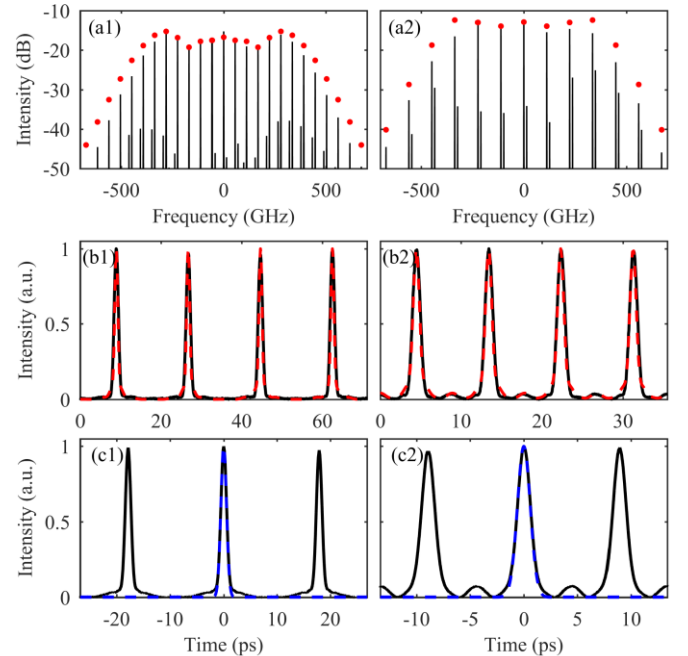 -10
(a1)
(a2)
-20
-30
-40
-50
Intensity (dB)
-500 0 500
-500 0 500
Frequency (GHz)
Frequency (GHz)
1
(b1)
(b2)
0.5
0
Intensity (a.u.)
0 20 40 60
0 10 20 30
1
(c1)
(c2)
0.5
0
Intensity (a.u.)
-20 -10 0 10 20
-10 -5 0 5 10
Time (ps)
Time (ps)